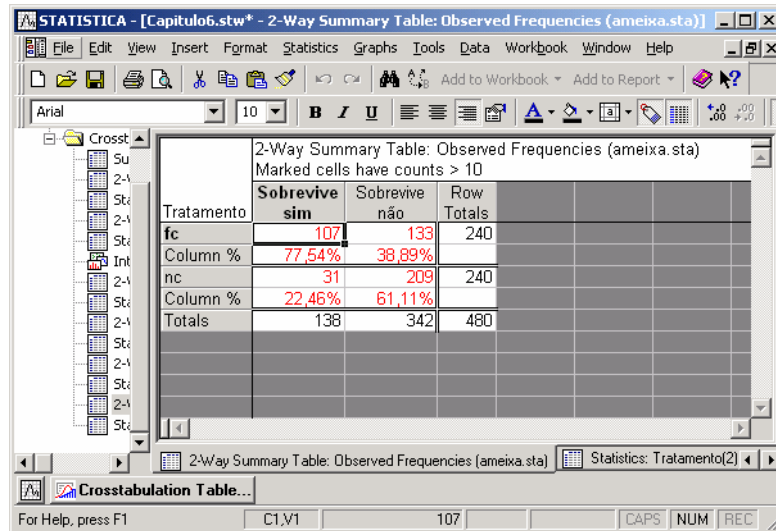 STATISTICA - [Capitulo6.stw* - 2-Way Summary Table: Observed Frequencies (ameixa.sta)]
File Edit View Insert Format Statistics Graphs Tools Data Workbook Window Help
Add to Workbook Add to Report
Arial 10 B I U A
Crosst
Su
2-
Sta
2-
Sta
Int
2-
Sta
2-
Sta
2-
Sta
2-
Sta
2-Way Summary Table: Observed Frequencies (ameixa.sta)
Marked cells have counts > 10
Tratamento Sobrevive sim Sobrevive não Row Totals
fc 107 133 240
Column % 77,54% 38,89%
nc 31 209 240
Column % 22,46% 61,11%
Totals 138 342 480
2-Way Summary Table: Observed Frequencies (ameixa.sta) Statistics: Tratamento(2)
Crosstabulation Table...
For Help, press F1 C1,V1 107 CAPS NUM REC